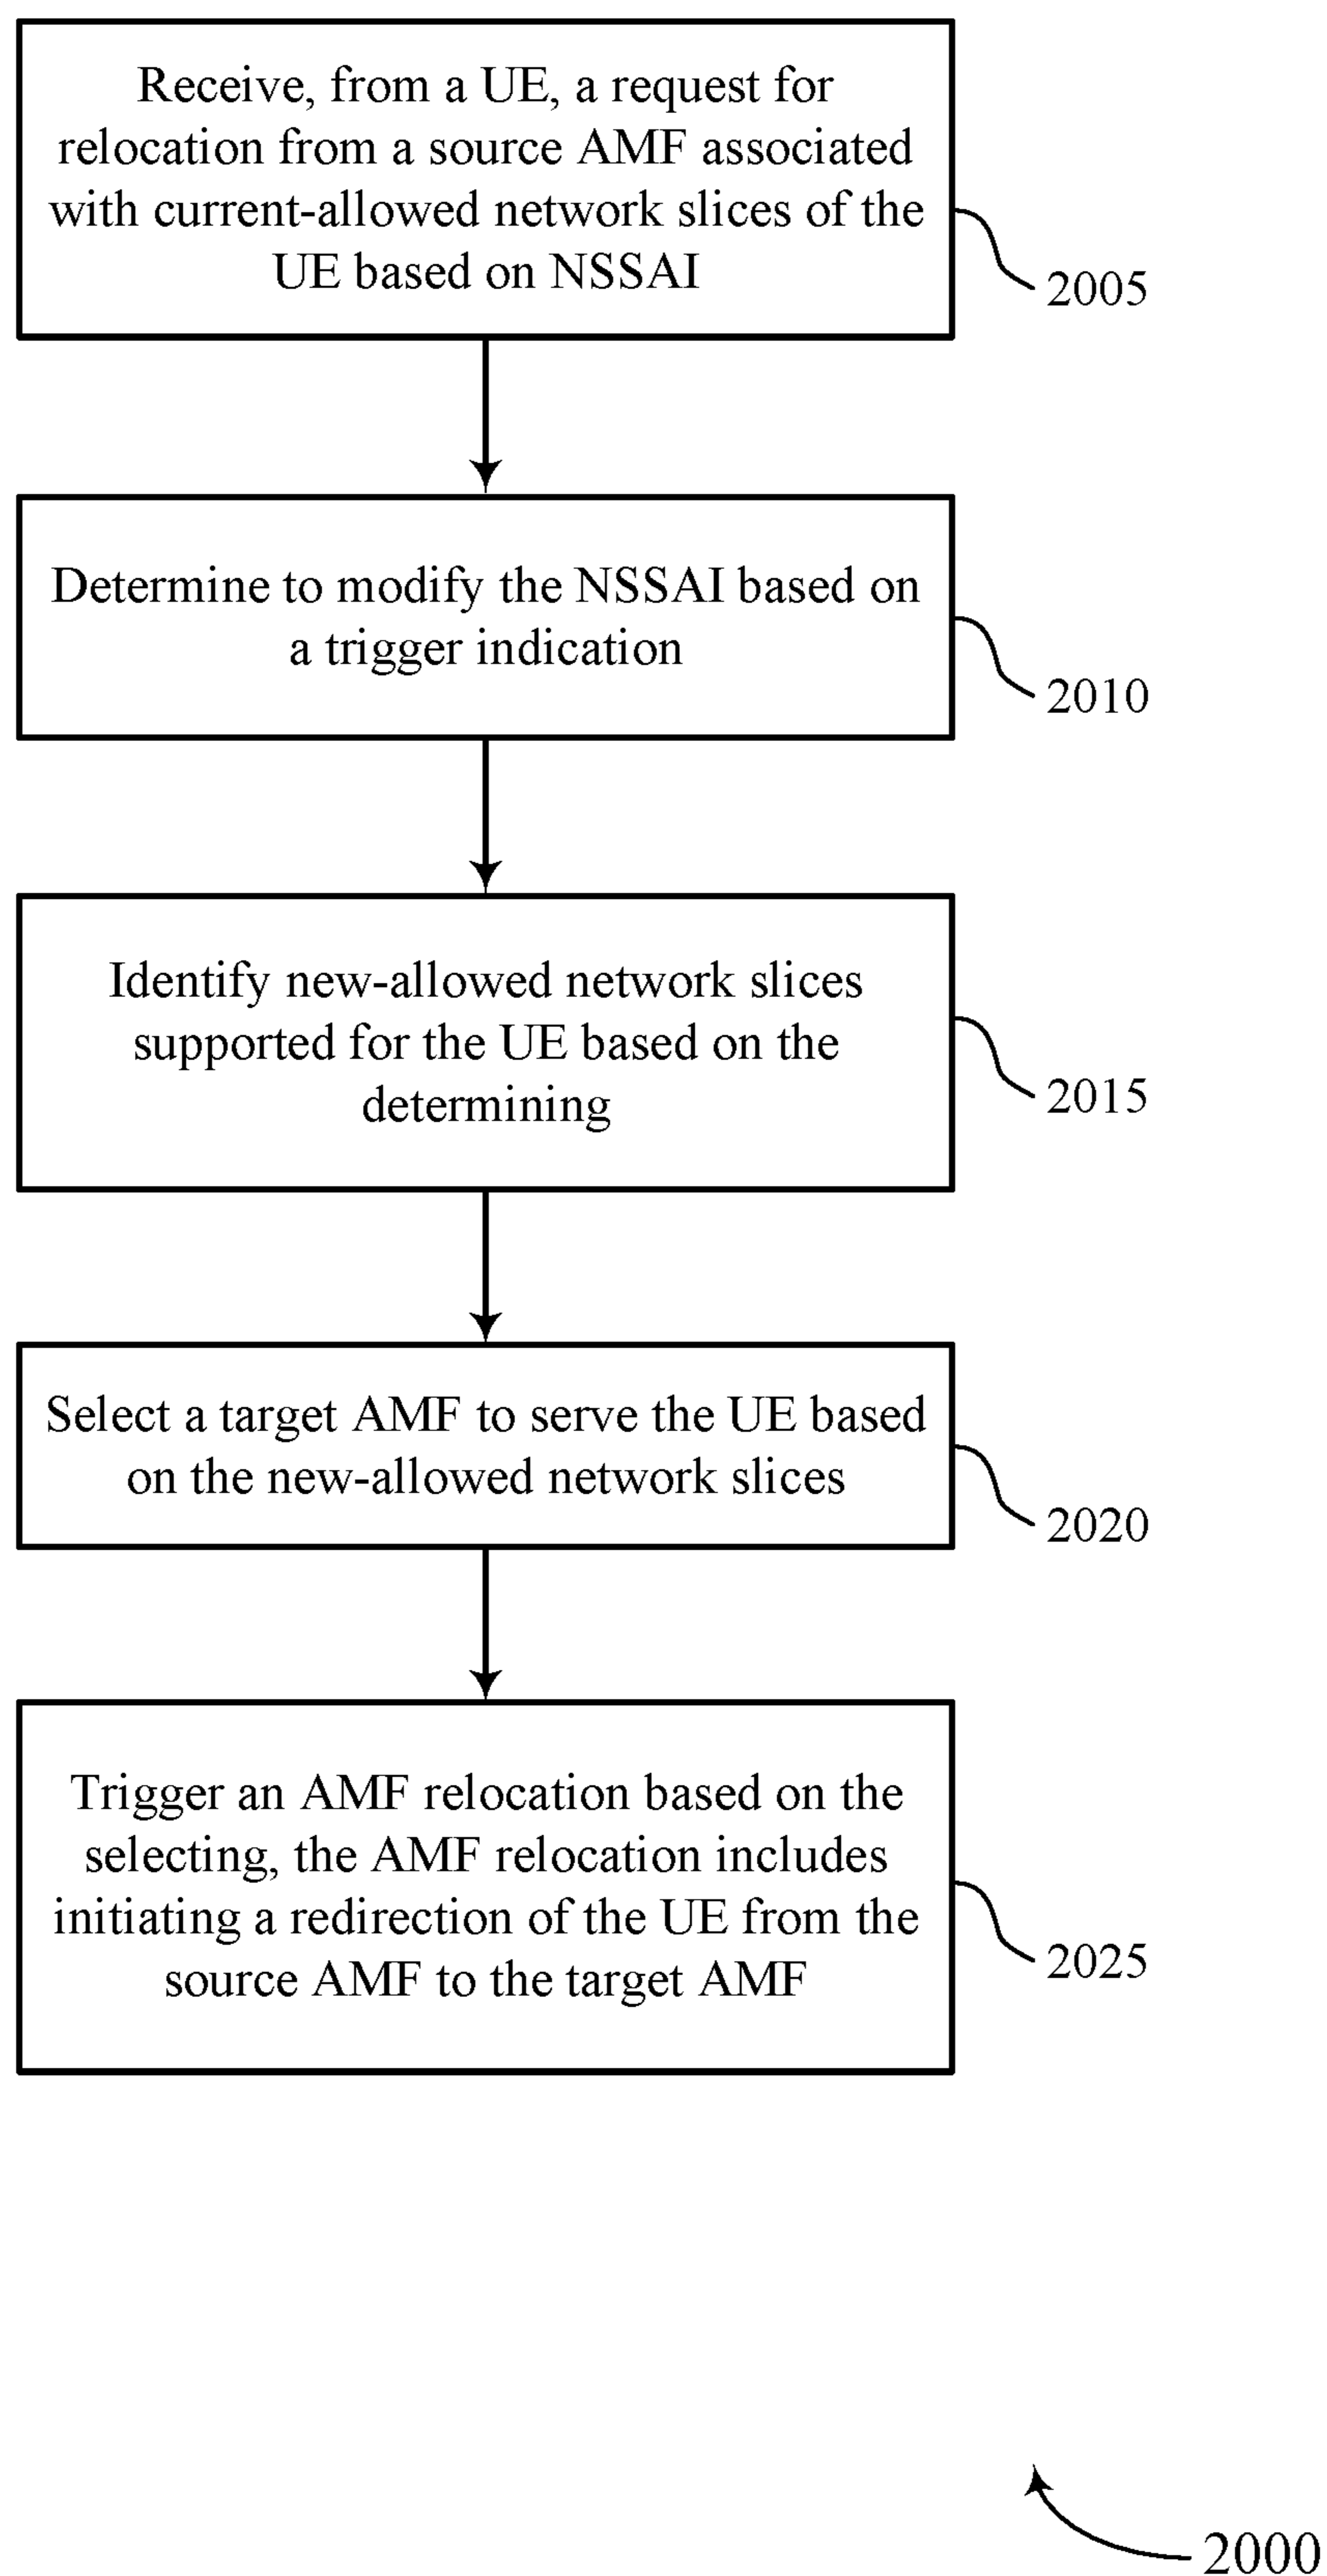 Receive, from a UE, a request for
relocation from a source AMF associated
with current-allowed network slices of the
UE based on NSSAI
2005
Determine to modify the NSSAI based on
a trigger indication
2010
Identify new-allowed network slices
supported for the UE based on the
determining
2015
Select a target AMF to serve the UE based
on the new-allowed network slices
2020
Trigger an AMF relocation based on the
selecting, the AMF relocation includes
initiating a redirection of the UE from the
source AMF to the target AMF
2025
2000